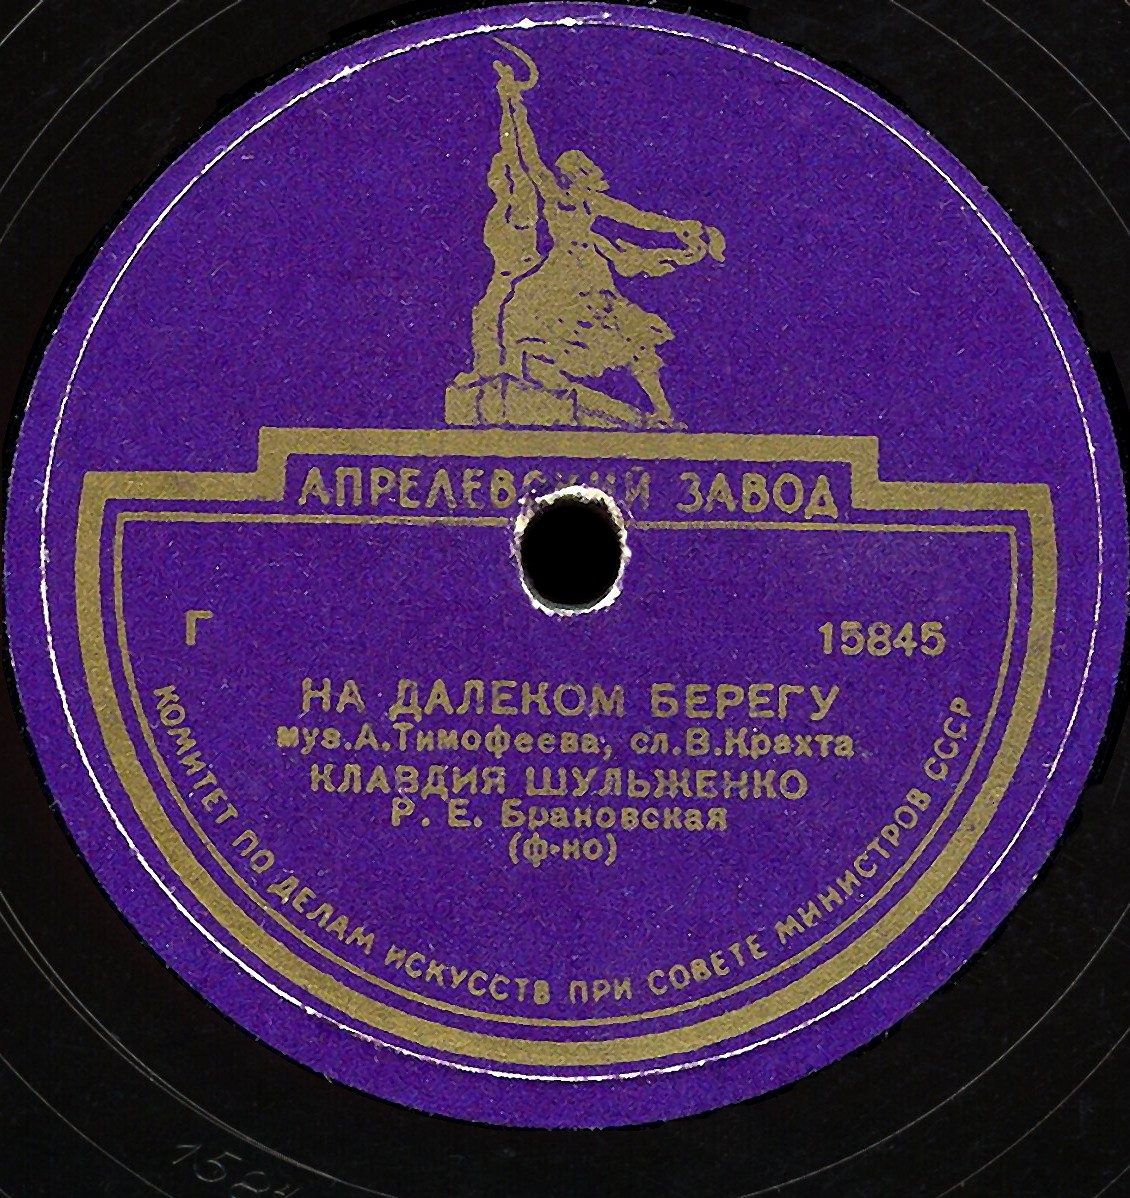 АПРЕЛЕВСКИЙ ЗАВОД
Г 15845
НА ДАЛЕКОМ БЕРЕГУ
муз.А.Тимофеева, сл.В.Крахта
КЛАВДИЯ ШУЛЬЖЕНКО
Р. Е. Брановская
(ф-но)
КОМИТЕТ ПО ДЕЛАМ ИСКУССТВ ПРИ СОВЕТЕ МИНИСТРОВ СССР